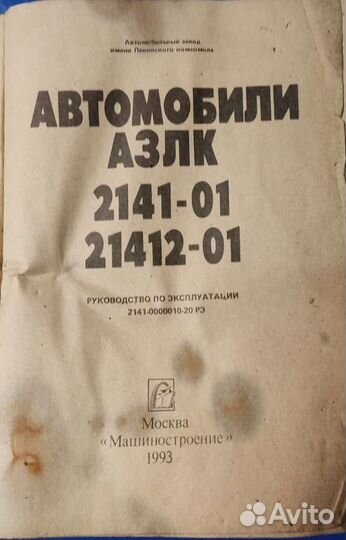 Автомобильный завод
имени Ленинского комсомола
АВТОМОБИЛИ
АЗЛК
2141-01
21412-01
РУКОВОДСТВО ПО ЭКСПЛУАТАЦИИ
2141-0000010-20 РЭ
Москва
«Машиностроение»
1993
Avito